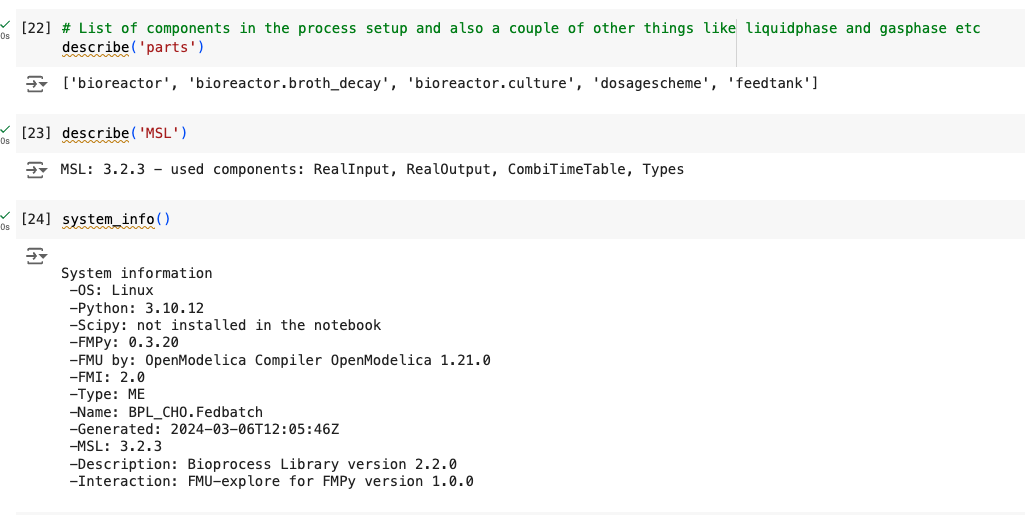 [22] # List of components in the process setup and also a couple of other things like liquidphase and gasphase etc
describe('parts')
0s
['bioreactor', 'bioreactor.broth_decay', 'bioreactor.culture', 'dosagescheme', 'feedtank']
[23] describe('MSL')
0s
MSL: 3.2.3 – used components: RealInput, RealOutput, CombiTimeTable, Types
[24] system_info()
0s
System information
–OS: Linux
–Python: 3.10.12
–Scipy: not installed in the notebook
–FMPy: 0.3.20
–FMU by: OpenModelica Compiler OpenModelica 1.21.0
–FMI: 2.0
–Type: ME
–Name: BPL_CHO.Fedbatch
–Generated: 2024-03-06T12:05:46Z
–MSL: 3.2.3
–Description: Bioprocess Library version 2.2.0
–Interaction: FMU-explore for FMPy version 1.0.0